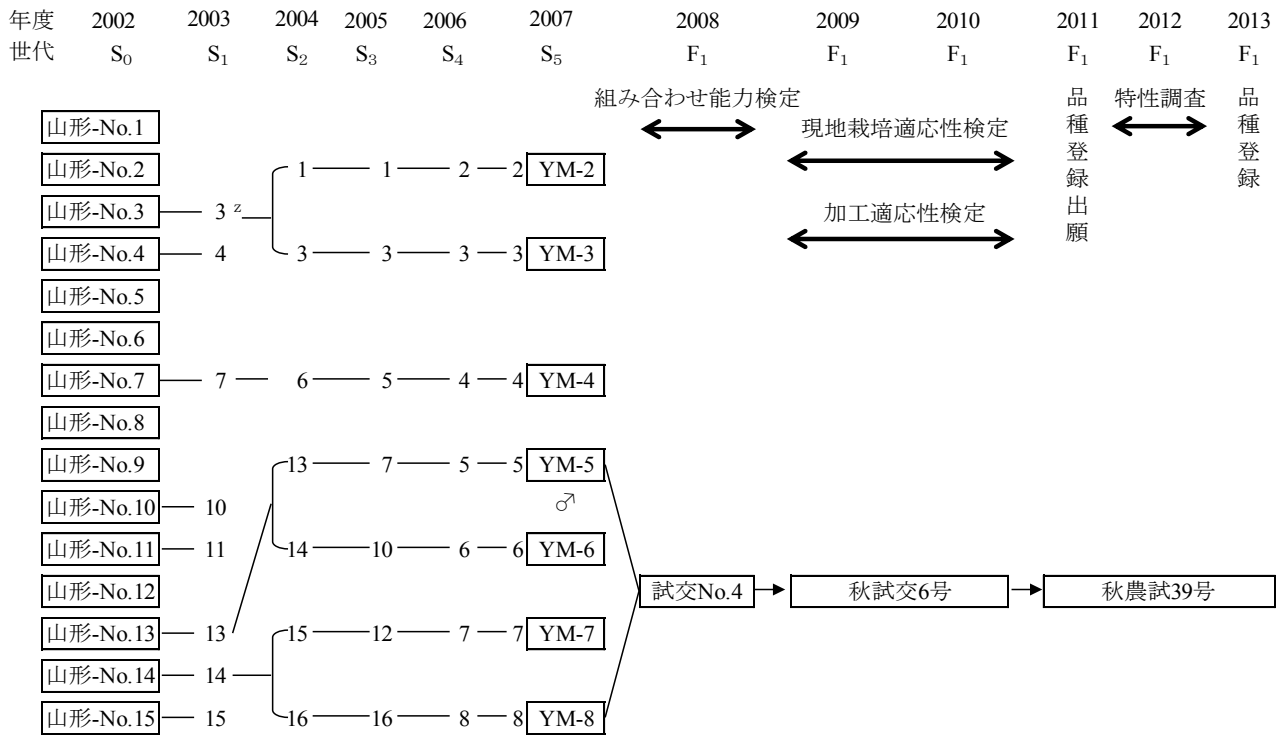 年度 2002 2003 2004 2005 2006 2007 2008 2009 2010 2011 2012 2013
世代 S₀ S₁ S₂ S₃ S₄ S₅ F₁ F₁ F₁ F₁ F₁ F₁
組み合わせ能力検定
品種登録出願
特性調査
品種登録
現地栽培適応性検定
加工適応性検定
山形-No.1
山形-No.2 1 1 2 2 YM-2
山形-No.3 3 z
山形-No.4 4 3 3 3 3 YM-3
山形-No.5
山形-No.6
山形-No.7 7 6 5 4 4 YM-4
山形-No.8
山形-No.9 13 7 5 5 YM-5
山形-No.10 10 ♂
山形-No.11 11 14 10 6 6 YM-6
山形-No.12 試交No.4 秋試交6号 秋農試39号
山形-No.13 13 15 12 7 7 YM-7
山形-No.14 14
山形-No.15 15 16 16 8 8 YM-8